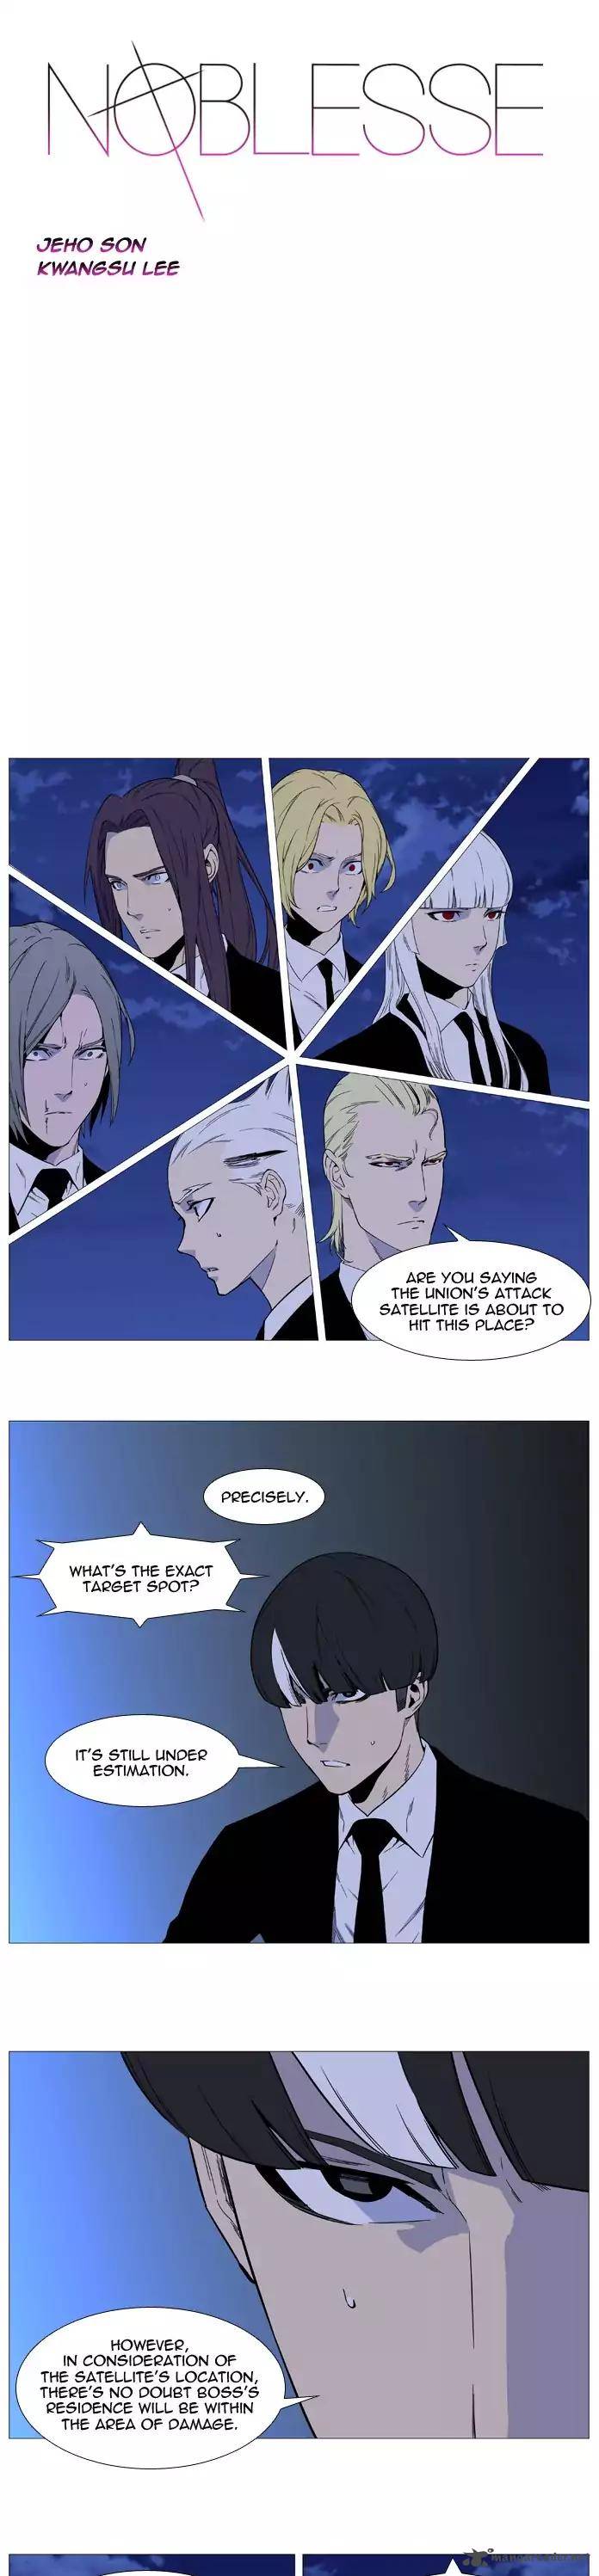 NOBLESSE
JEHO SON
KWANGSU LEE
ARE YOU SAYING
THE UNION'S ATTACK
SATELLITE IS ABOUT TO
HIT THIS PLACE?
PRECISELY.
WHAT'S THE EXACT
TARGET SPOT?
IT'S STILL UNDER
ESTIMATION.
HOWEVER,
IN CONSIDERATION OF
THE SATELLITE'S LOCATION,
THERE'S NO DOUBT BOSS'S
RESIDENCE WILL BE WITHIN
THE AREA OF DAMAGE.